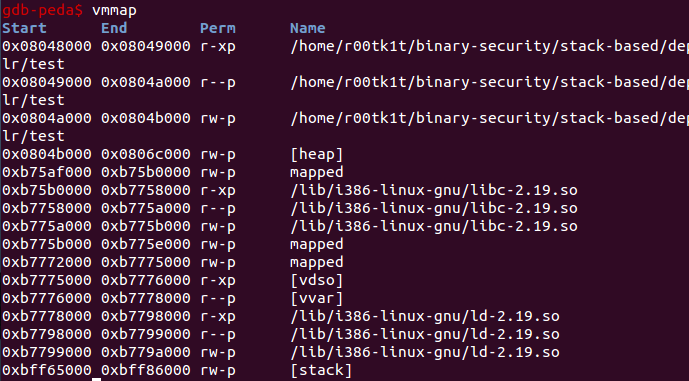 gdb-peda$ vmmap
Start      End        Perm      Name
0x08048000 0x08049000 r-xp      /home/r00tk1t/binary-security/stack-based/dep
lr/test
0x08049000 0x0804a000 r--p      /home/r00tk1t/binary-security/stack-based/dep
lr/test
0x0804a000 0x0804b000 rw-p      /home/r00tk1t/binary-security/stack-based/dep
lr/test
0x0804b000 0x0806c000 rw-p      [heap]
0xb75af000 0xb75b0000 rw-p      mapped
0xb75b0000 0xb7758000 r-xp      /lib/i386-linux-gnu/libc-2.19.so
0xb7758000 0xb775a000 r--p      /lib/i386-linux-gnu/libc-2.19.so
0xb775a000 0xb775b000 rw-p      /lib/i386-linux-gnu/libc-2.19.so
0xb775b000 0xb775e000 rw-p      mapped
0xb7772000 0xb7775000 rw-p      mapped
0xb7775000 0xb7776000 r-xp      [vdso]
0xb7776000 0xb7778000 r--p      [vvar]
0xb7778000 0xb7798000 r-xp      /lib/i386-linux-gnu/ld-2.19.so
0xb7798000 0xb7799000 r--p      /lib/i386-linux-gnu/ld-2.19.so
0xb7799000 0xb779a000 rw-p      /lib/i386-linux-gnu/ld-2.19.so
0xbff65000 0xbff86000 rw-p      [stack]